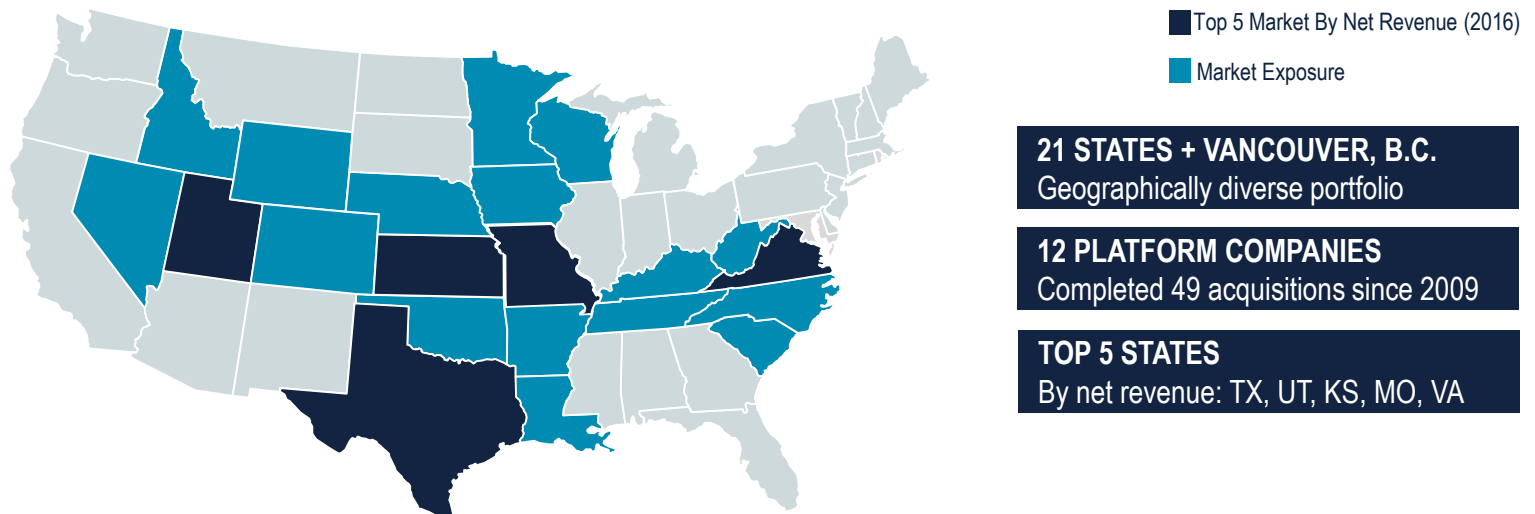 Top 5 Market By Net Revenue (2016)
Market Exposure
21 STATES + VANCOUVER, B.C.
Geographically diverse portfolio
12 PLATFORM COMPANIES
Completed 49 acquisitions since 2009
TOP 5 STATES
By net revenue: TX, UT, KS, MO, VA